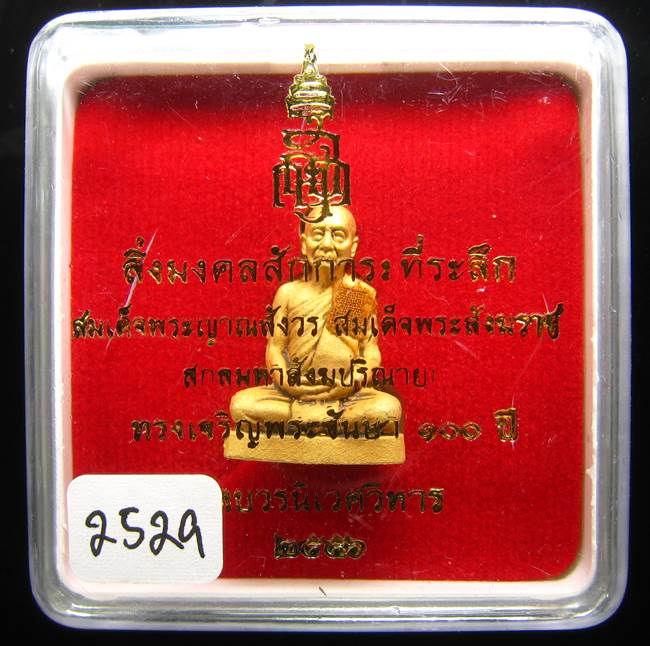 สิ่งมงคลสักการะที่ระลึก
สมเด็จพระญาณสังวร สมเด็จพระสังฆราช
สกลมหาสังฆปริณายก
ทรงเจริญพระชันษา ๑๐๐ ปี
วัดบวรนิเวศวิหาร
๒๕๕๖
2529